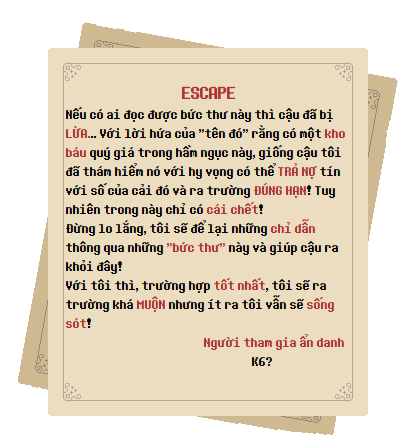 ESCAPE
Nếu có ai đọc được bức thư này thì cậu đã bị
LỪA... Với lời hứa của "tên đó" rằng có một kho
báu quý giá trong hầm ngục này, giống cậu tôi
đã thám hiểm nó với hy vọng có thể TRẢ NỢ tín
với số của cải đó và ra trường ĐÚNG HẠN! Tuy
nhiên trong này chỉ có cái chết!
Đừng lo lắng, tôi sẽ để lại những chỉ dẫn
thông qua những "bức thư" này và giúp cậu ra
khỏi đây!
Với tôi thì, trường hợp tốt nhất, tôi sẽ ra
trường khá MUỘN nhưng ít ra tôi vẫn sẽ sống
sót!
Người tham gia ẩn danh
K6?